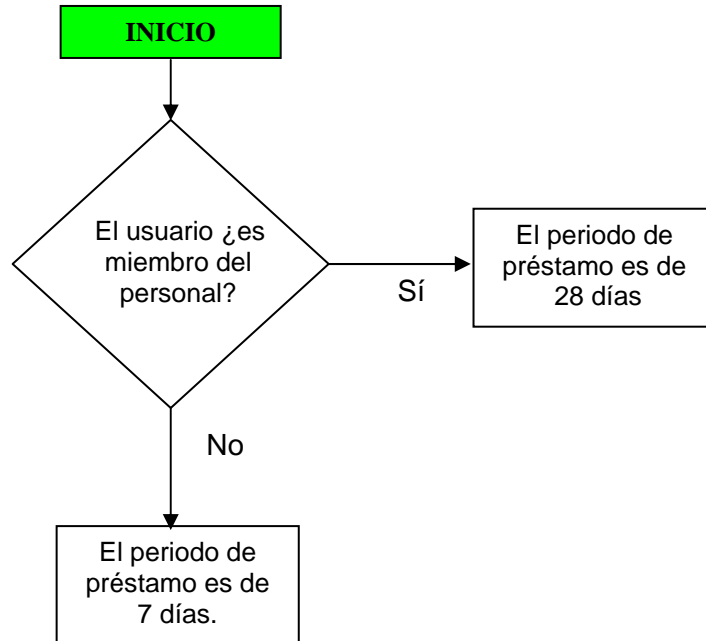 INICIO
El usuario ¿es
miembro del
personal?
Sí
El periodo de
préstamo es de
28 días
No
El periodo de
préstamo es de
7 días.